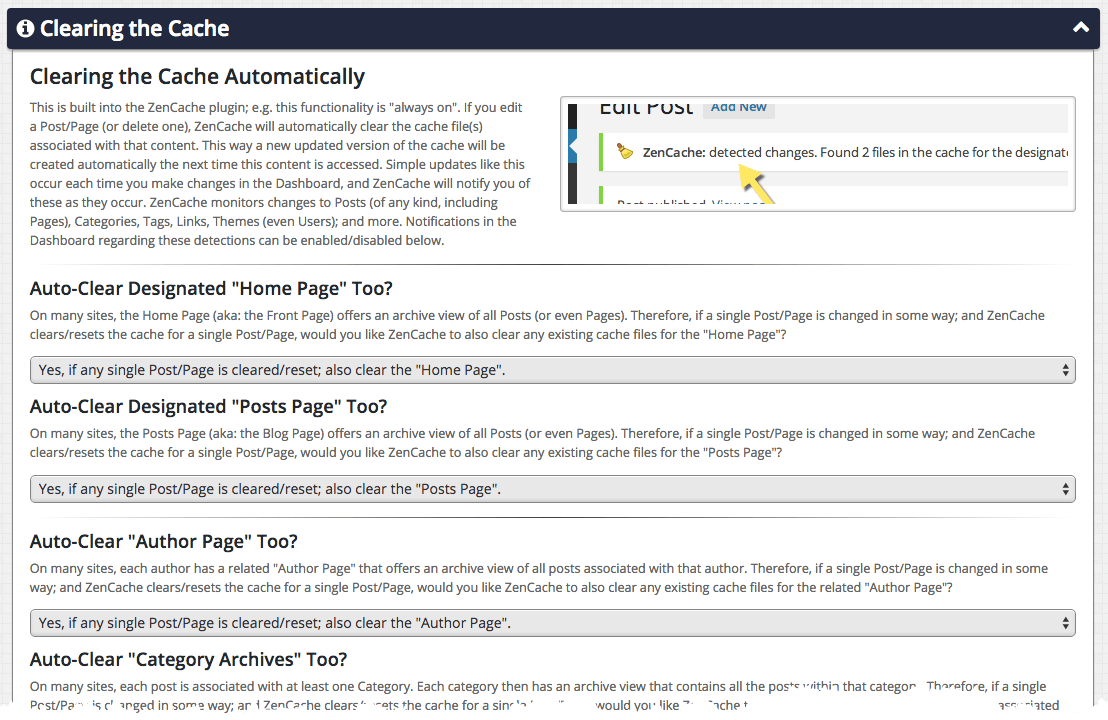 Clearing the Cache
Clearing the Cache Automatically
This is built into the ZenCache plugin; e.g. this functionality is "always on". If you edit
a Post/Page (or delete one), ZenCache will automatically clear the cache file(s)
associated with that content. This way a new updated version of the cache will be
created automatically the next time this content is accessed. Simple updates like this
occur each time you make changes in the Dashboard, and ZenCache will notify you of
these as they occur. ZenCache monitors changes to Posts (of any kind, including
Pages), Categories, Tags, Links, Themes (even Users); and more. Notifications in the
Dashboard regarding these detections can be enabled/disabled below.
Edit Post Add New
ZenCache: detected changes. Found 2 files in the cache for the designate
Post published. View pos
Auto-Clear Designated "Home Page" Too?
On many sites, the Home Page (aka: the Front Page) offers an archive view of all Posts (or even Pages). Therefore, if a single Post/Page is changed in some way; and ZenCache
clears/resets the cache for a single Post/Page, would you like ZenCache to also clear any existing cache files for the "Home Page"?
Yes, if any single Post/Page is cleared/reset; also clear the "Home Page".
Auto-Clear Designated "Posts Page" Too?
On many sites, the Posts Page (aka: the Blog Page) offers an archive view of all Posts (or even Pages). Therefore, if a single Post/Page is changed in some way; and ZenCache
clears/resets the cache for a single Post/Page, would you like ZenCache to also clear any existing cache files for the "Posts Page"?
Yes, if any single Post/Page is cleared/reset; also clear the "Posts Page".
Auto-Clear "Author Page" Too?
On many sites, each author has a related "Author Page" that offers an archive view of all posts associated with that author. Therefore, if a single Post/Page is changed in some
way; and ZenCache clears/resets the cache for a single Post/Page, would you like ZenCache to also clear any existing cache files for the related "Author Page"?
Yes, if any single Post/Page is cleared/reset; also clear the "Author Page".
Auto-Clear "Category Archives" Too?
On many sites, each post is associated with at least one Category. Each category then has an archive view that contains all the posts within that category. Therefore, if a single
Post/Page is changed in some way; and ZenCache clears/resets the cache for a single would you like ZenCache associated